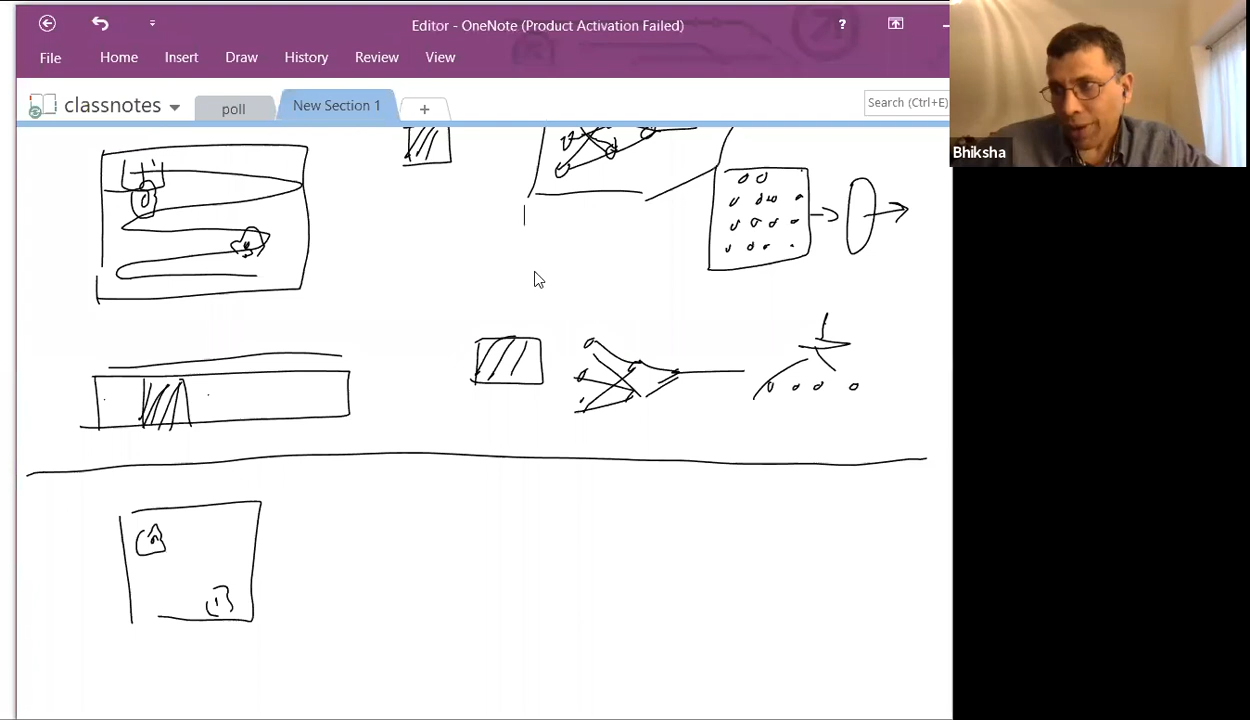 Editor - OneNote (Product Activation Failed)
?
File Home Insert Draw History Review View
classnotes
poll
New Section 1
+
Search (Ctrl+E)
Bhiksha